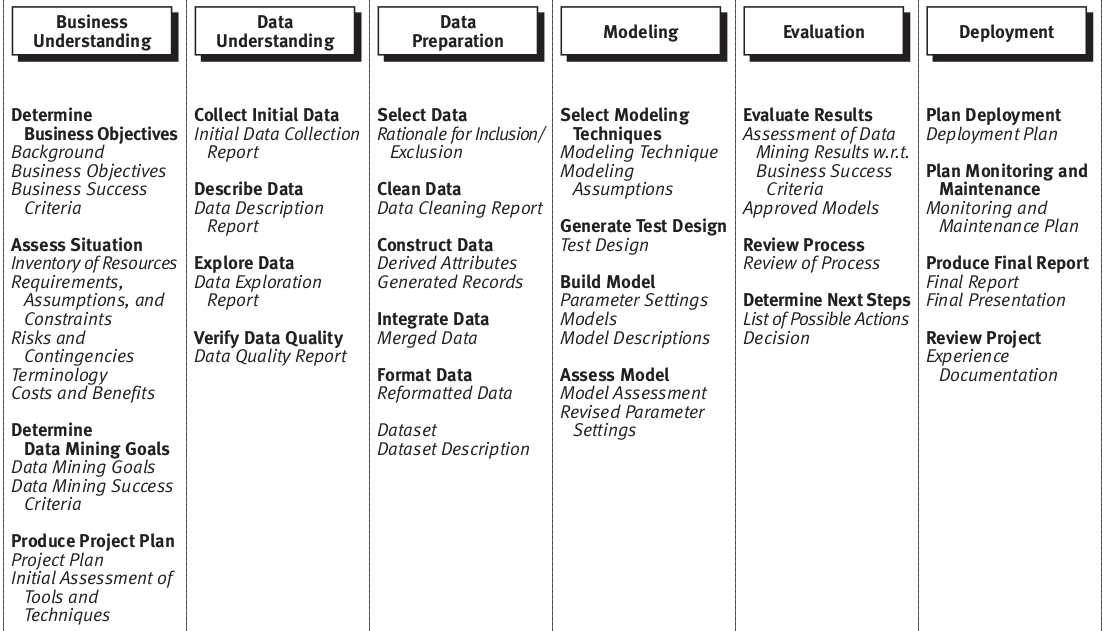 Business
Understanding
Data
Understanding
Data
Preparation
Modeling
Evaluation
Deployment
Determine
Business Objectives
Background
Business Objectives
Business Success
Criteria
Assess Situation
Inventory of Resources
Requirements,
Assumptions, and
Constraints
Risks and
Contingencies
Terminology
Costs and Benefits
Determine
Data Mining Goals
Data Mining Goals
Data Mining Success
Criteria
Produce Project Plan
Project Plan
Initial Assessment of
Tools and
Techniques
Collect Initial Data
Initial Data Collection
Report
Describe Data
Data Description
Report
Explore Data
Data Exploration
Report
Verify Data Quality
Data Quality Report
Select Data
Rationale for Inclusion/
Exclusion
Clean Data
Data Cleaning Report
Construct Data
Derived Attributes
Generated Records
Integrate Data
Merged Data
Format Data
Reformatted Data
Dataset
Dataset Description
Select Modeling
Techniques
Modeling Technique
Modeling
Assumptions
Generate Test Design
Test Design
Build Model
Parameter Settings
Models
Model Descriptions
Assess Model
Model Assessment
Revised Parameter
Settings
Evaluate Results
Assessment of Data
Mining Results w.r.t.
Business Success
Criteria
Approved Models
Review Process
Review of Process
Determine Next Steps
List of Possible Actions
Decision
Plan Deployment
Deployment Plan
Plan Monitoring and
Maintenance
Monitoring and
Maintenance Plan
Produce Final Report
Final Report
Final Presentation
Review Project
Experience
Documentation